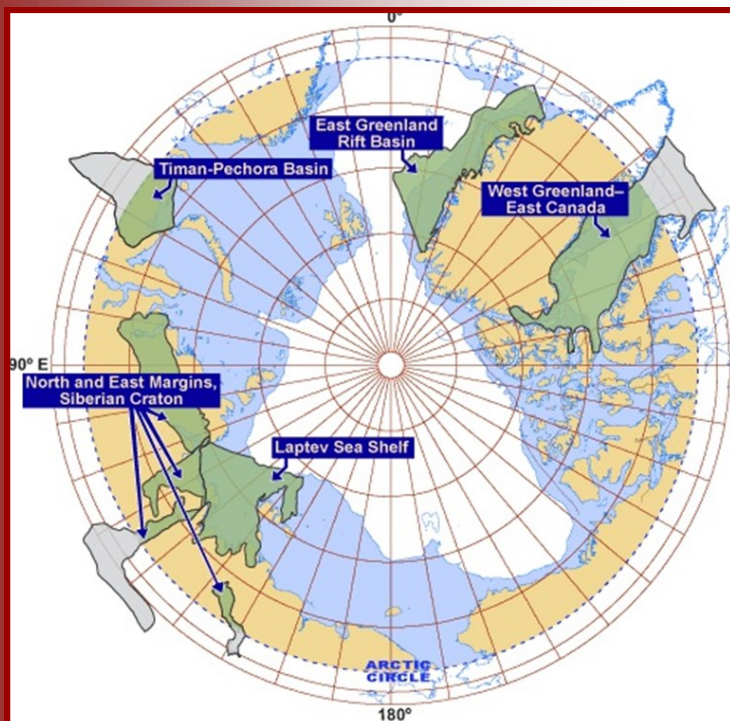 0°
East Greenland
Rift Basin
Timan-Pechora Basin
West Greenland–
East Canada
90° E
North and East Margins,
Siberian Craton
Laptev Sea Shelf
ARCTIC
CIRCLE
180°